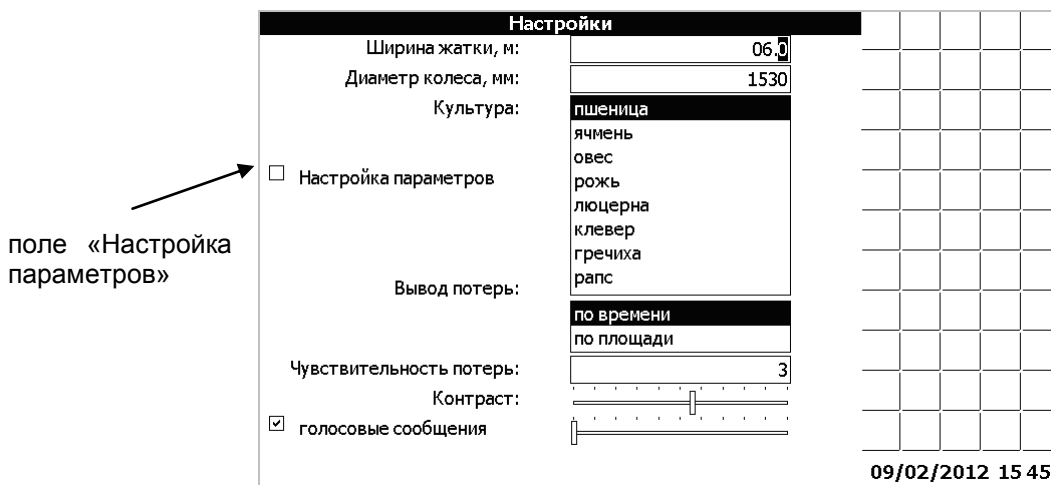 Настройки
Ширина жатки, м: 06.0
Диаметр колеса, мм: 1530
Культура: пшеница
ячмень
овес
Настройка параметров
рожь
люцерна
клевер
гречиха
рапс
поле «Настройка
параметров»
Вывод потерь:
по времени
по площади
Чувствительность потерь: 3
Контраст:
голосовые сообщения
09/02/2012 15 45